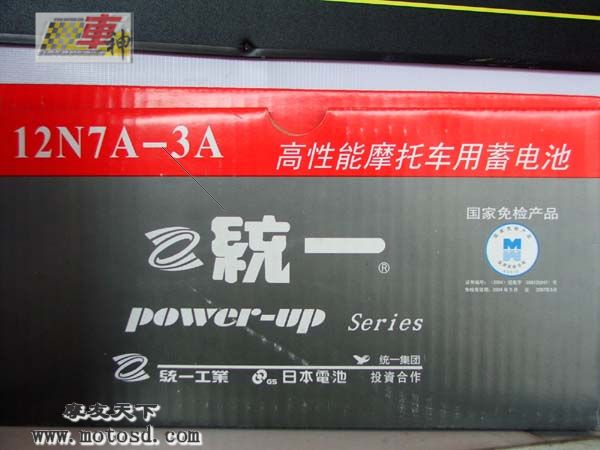 車神
12N7A-3A
高性能摩托车用蓄电池
国家免检产品
統一®
power-up Series
統一工業 GS 日本電池 統一集团 投資合作
摩友天下
www.motosd.com